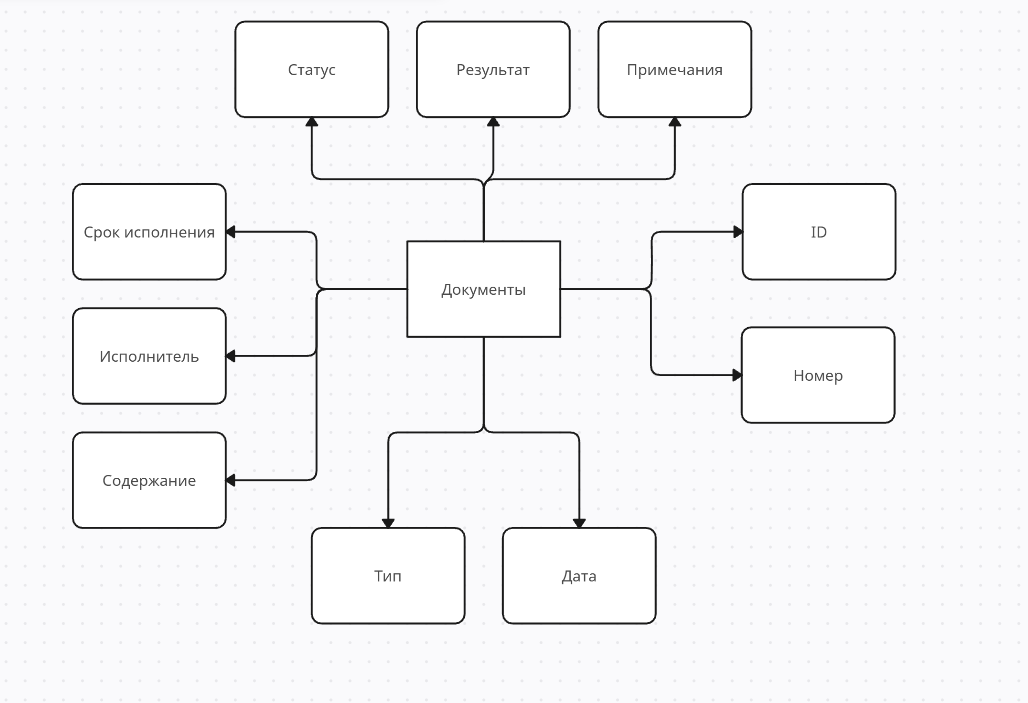 Статус
Результат
Примечания
Срок исполнения
ID
Документы
Исполнитель
Номер
Содержание
Тип
Дата